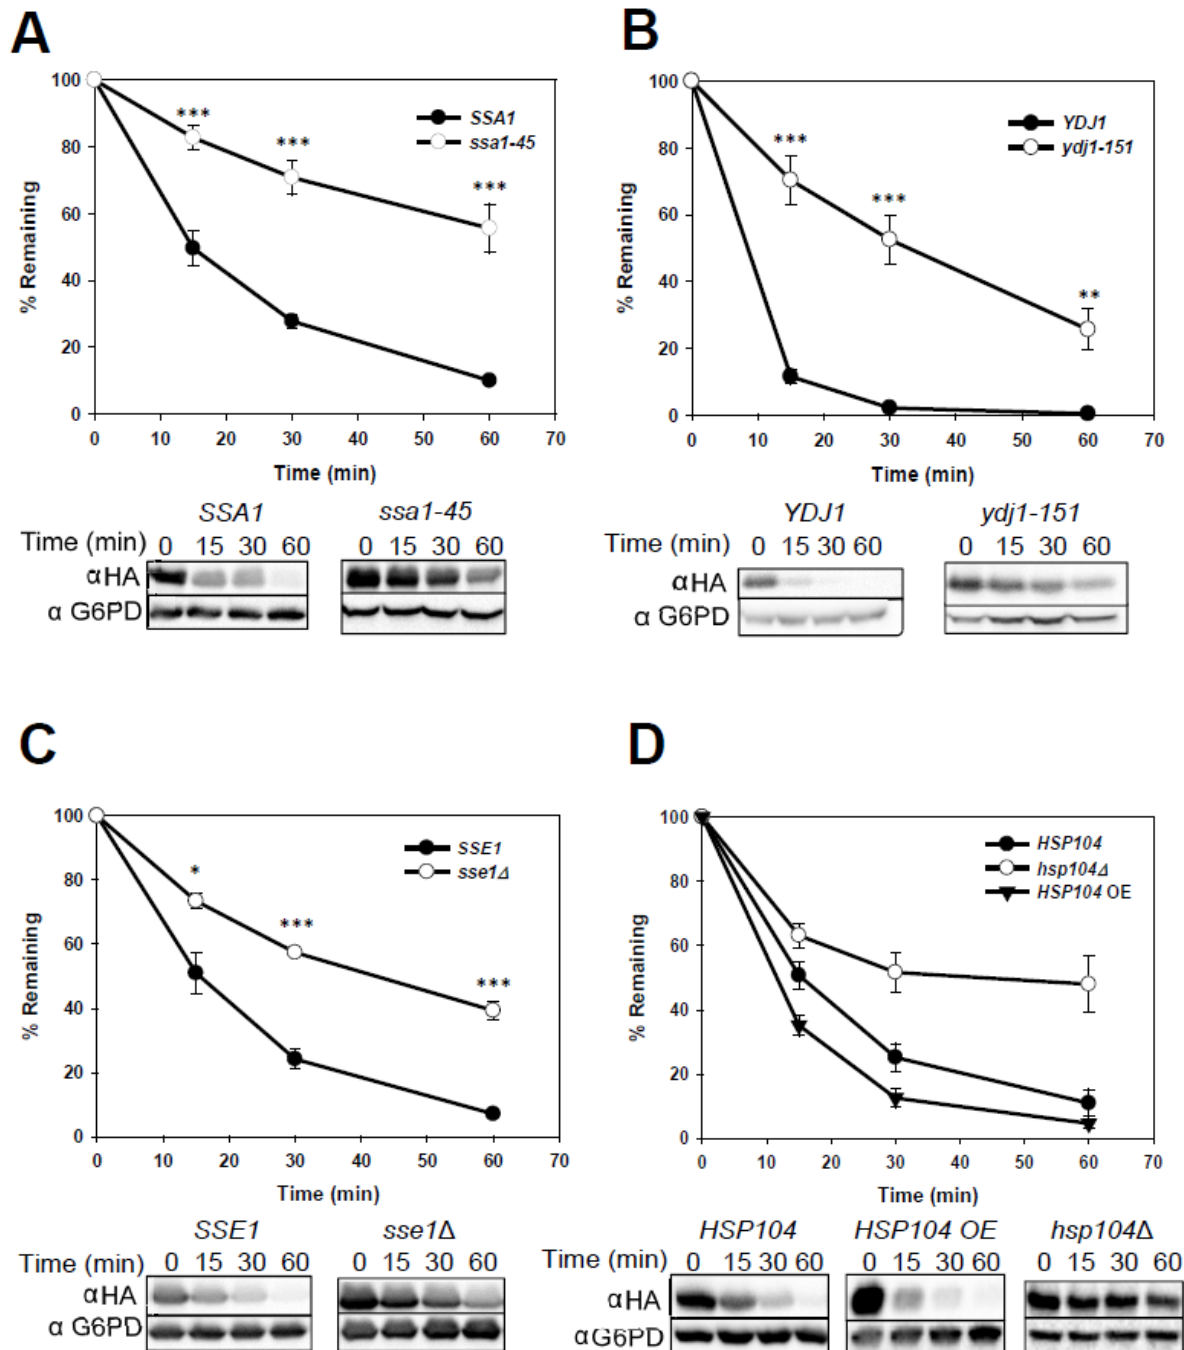 A
100
80
60
40
20
0
% Remaining
***
***
***
SSA1
ssa1-45
0 10 20 30 40 50 60 70
Time (min)
SSA1 ssa1-45
Time (min) 0 15 30 60 0 15 30 60
αHA
α G6PD
B
100
80
60
40
20
0
% Remaining
***
***
**
YDJ1
ydj1-151
0 10 20 30 40 50 60 70
Time (min)
YDJ1 ydj1-151
Time (min) 0 15 30 60 0 15 30 60
αHA
α G6PD
C
100
80
60
40
20
0
% Remaining
*
***
***
SSE1
sse1Δ
0 10 20 30 40 50 60 70
Time (min)
SSE1 sse1Δ
Time (min) 0 15 30 60 0 15 30 60
αHA
α G6PD
D
100
80
60
40
20
0
% Remaining
HSP104
hsp104Δ
HSP104 OE
0 10 20 30 40 50 60 70
Time (min)
HSP104 HSP104 OE hsp104Δ
Time (min) 0 15 30 60 0 15 30 60 0 15 30 60
αHA
αG6PD